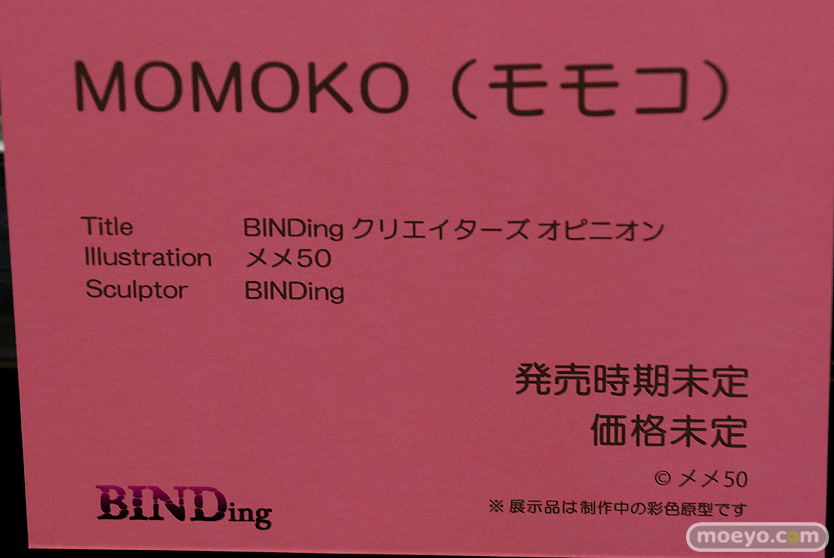 MOMOKO（モモコ）
Title BINDing クリエイターズ オピニオン
Illustration メメ50
Sculptor BINDing
発売時期未定
価格未定
© メメ50
BINDing
※ 展示品は制作中の彩色原型です
moeyo.com